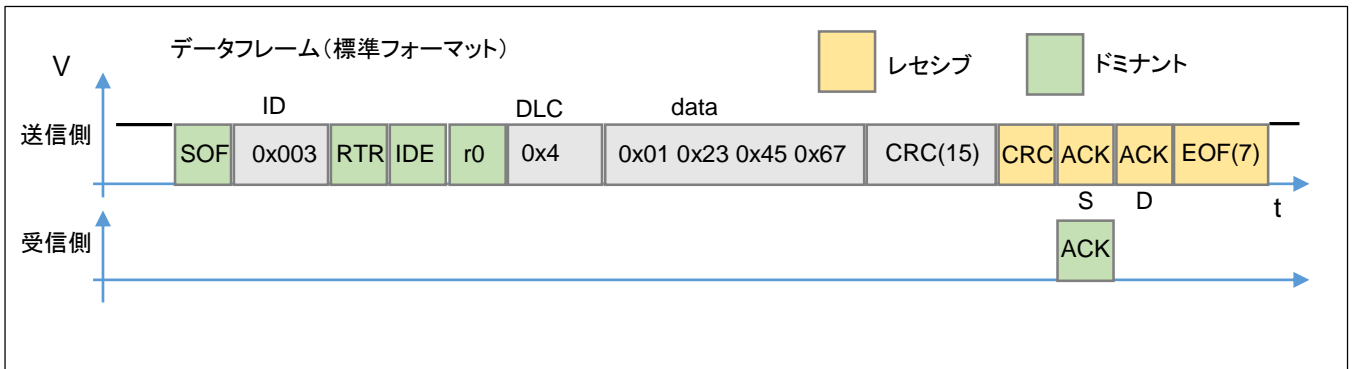 データフレーム(標準フォーマット)
レセシブ
ドミナント
V
ID
DLC
data
送信側
SOF 0x003 RTR IDE r0 0x4 0x01 0x23 0x45 0x67 CRC(15) CRC ACK ACK EOF(7)
S D
t
受信側
ACK